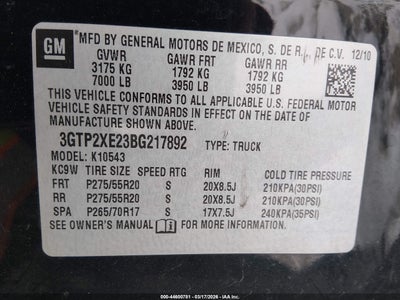 GM
*MFD BY GENERAL MOTORS DE MEXICO, S. DE R. DE C.V. 12/10
GVWR GAWR FRT GAWR RR
3175 KG 1792 KG 1792 KG
7000 LB 3950 LB 3950 LB
THIS VEHICLE CONFORMS TO ALL APPLICABLE U.S. FEDERAL MOTOR
VEHICLE SAFETY STANDARDS IN EFFECT ON THE DATE OF
MANUFACTURE SHOWN ABOVE.
3GTP2XE23BG217892 TYPE: TRUCK
MODEL: K10543
KC9W TIRE SIZE SPEED RTG RIM COLD TIRE PRESSURE
FRT P275/55R20 S 20X8.5J 210KPA(30PSI)
RR P275/55R20 S 20X8.5J 210KPA(30PSI)
SPA P265/70R17 S 17X7.5J 240KPA(35PSI)
SEE OWNER'S MANUAL FOR MORE INFORMATION.
002-44600781 - 03/17/2026 - IAA, Inc.